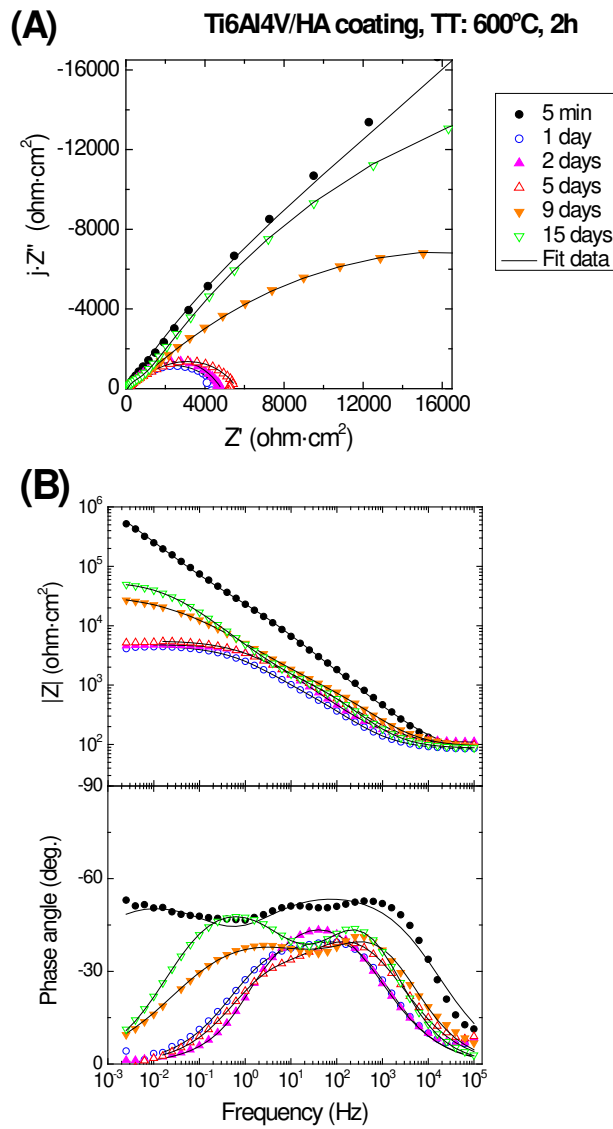 (A) Ti6Al4V/HA coating, TT: 600°C, 2h
-16000
-12000
-8000
-4000
0
j·Z'' (ohm·cm²)
0 4000 8000 12000 16000
Z' (ohm·cm²)
5 min
1 day
2 days
5 days
9 days
15 days
Fit data
(B)
10⁶
10⁵
10⁴
10³
10²
|Z| (ohm·cm²)
-90
-60
-30
0
Phase angle (deg.)
10⁻³ 10⁻² 10⁻¹ 10⁰ 10¹ 10² 10³ 10⁴ 10⁵
Frequency (Hz)